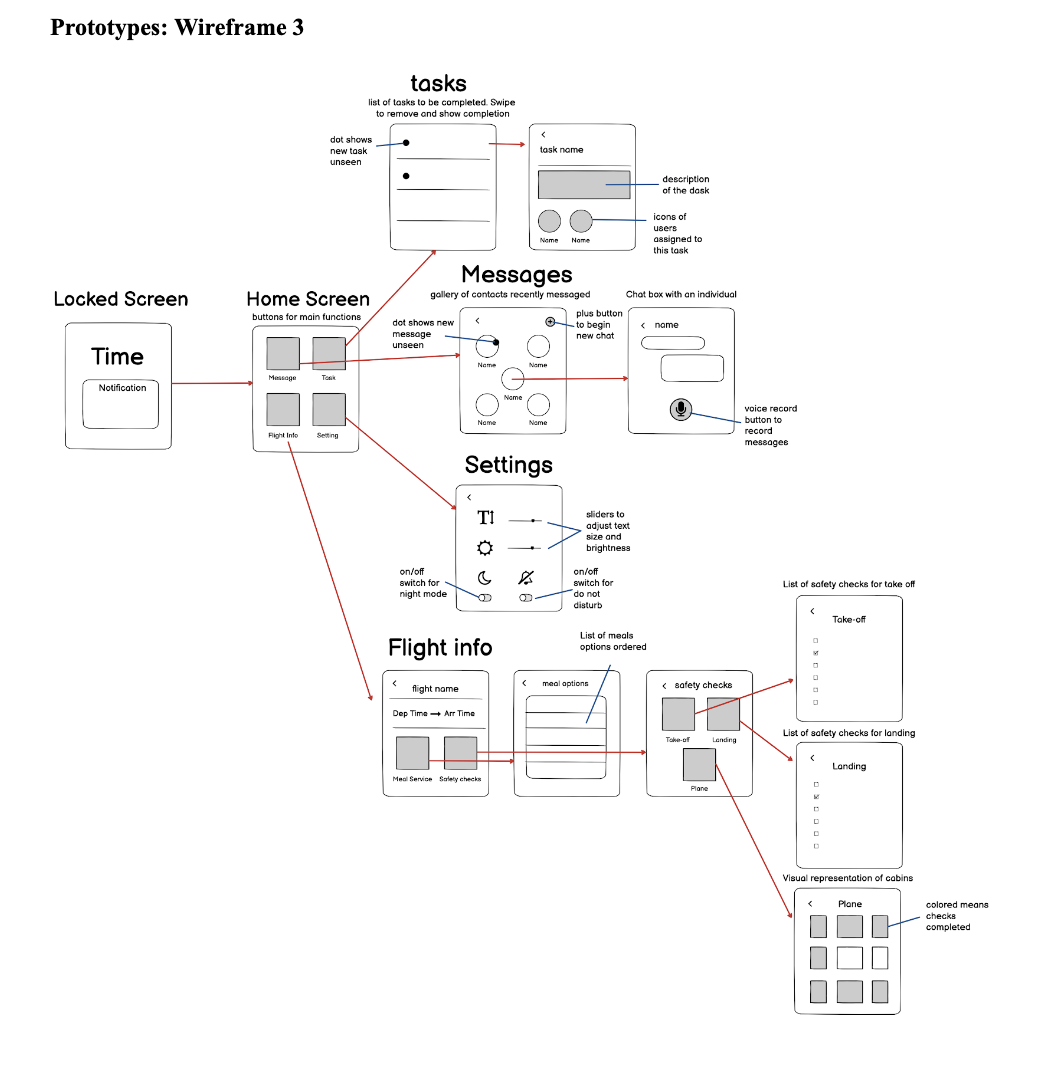 Prototypes: Wireframe 3
tasks
list of tasks to be completed. Swipe
to remove and show completion
dot shows
new task
unseen
<
task name
description
of the dask
Name
Name
icons of
users
assigned to
this task
Locked Screen
Time
Notification
Home Screen
buttons for main functions
Message
Task
Flight Info
Setting
Messages
gallery of contacts recently messaged
dot shows new
message
unseen
<
plus button
to begin
new chat
Name
Name
Name
Name
Name
Chat box with an individual
< name
voice record
button to
record
messages
Settings
<
T
sliders to
adjust text
size and
brightness
on/off
switch for
night mode
on/off
switch for
do not
disturb
Flight info
<
flight name
Dep Time → Arr Time
Meal Service
Safety checks
List of meals
options ordered
< meal options
< safety checks
Take-off
Landing
Plane
List of safety checks for take off
<
Take-off
List of safety checks for landing
<
Landing
Visual representation of cabins
< Plane
colored means
checks
completed